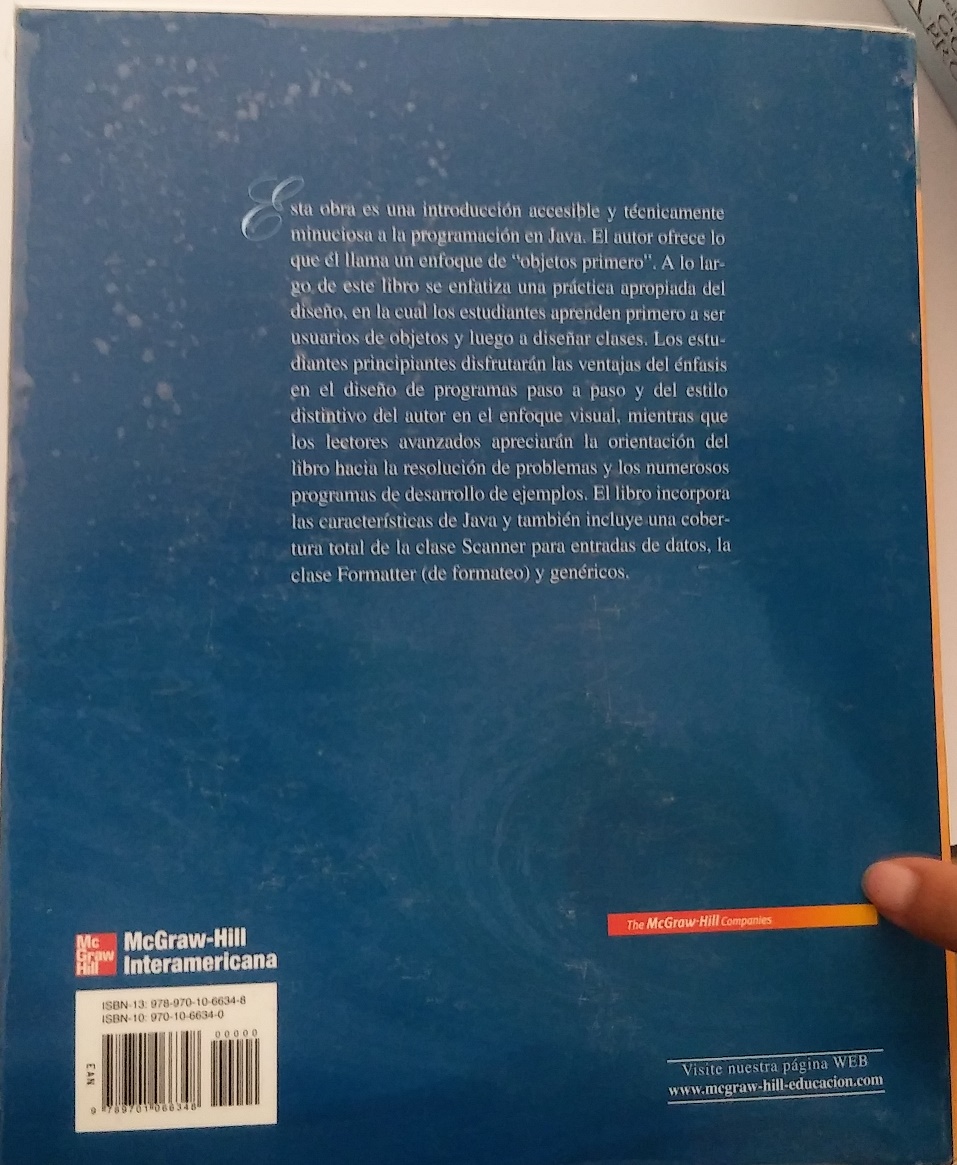 Esta obra es una introducción accesible y técnicamente
minuciosa a la programación en Java. El autor ofrece lo
que él llama un enfoque de "objetos primero". A lo lar-
go de este libro se enfatiza una práctica apropiada del
diseño, en la cual los estudiantes aprenden primero a ser
usuarios de objetos y luego a diseñar clases. Los estu-
diantes principiantes disfrutarán las ventajas del énfasis
en el diseño de programas paso a paso y del estilo
distintivo del autor en el enfoque visual, mientras que
los lectores avanzados apreciarán la orientación del
libro hacia la resolución de problemas y los numerosos
programas de desarrollo de ejemplos. El libro incorpora
las características de Java y también incluye una cober-
tura total de la clase Scanner para entradas de datos, la
clase Formatter (de formateo) y genéricos.
The McGraw-Hill Companies
Mc
Graw
Hill
McGraw-Hill
Interamericana
ISBN-13: 978-970-10-6634-8
ISBN-10: 970-10-6634-0
00000
EAN
9 789701 066348
Visite nuestra página WEB
www.mcgraw-hill-educacion.com